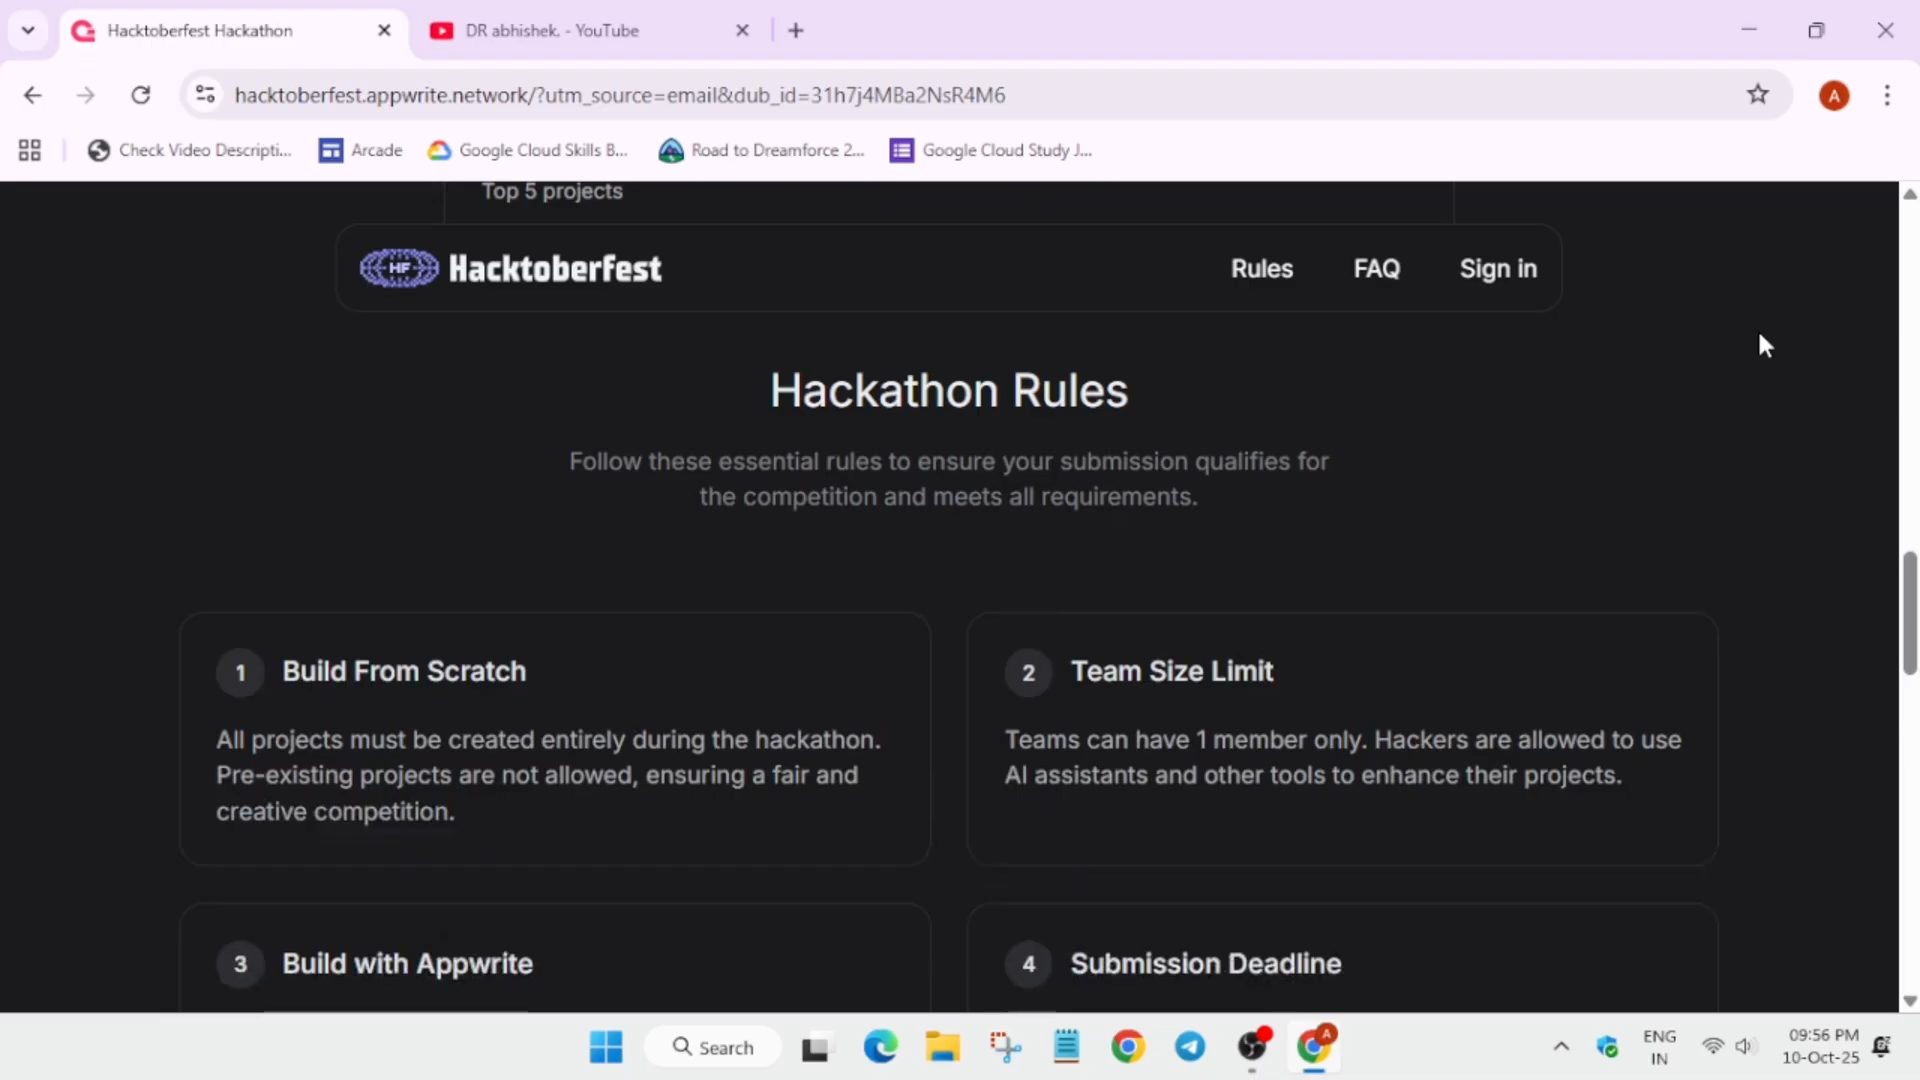 Hacktoberfest Hackathon
DR abhishek. - YouTube
hacktoberfest.appwrite.network/?utm_source=email&dub_id=31h7j4MBa2NsR4M6
A
Check Video Descripti...
Arcade
Google Cloud Skills B...
Road to Dreamforce 2...
Google Cloud Study J...
Top 5 projects
HF
Hacktoberfest
Rules
FAQ
Sign in
Hackathon Rules
Follow these essential rules to ensure your submission qualifies for
the competition and meets all requirements.
1 Build From Scratch
All projects must be created entirely during the hackathon.
Pre-existing projects are not allowed, ensuring a fair and
creative competition.
2 Team Size Limit
Teams can have 1 member only. Hackers are allowed to use
AI assistants and other tools to enhance their projects.
3 Build with Appwrite
4 Submission Deadline
Search
A
ENG
IN
09:56 PM
10-Oct-25